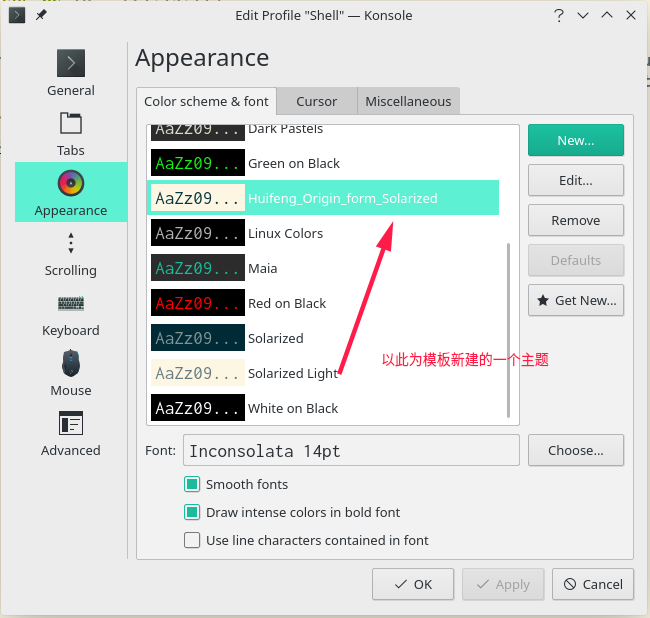 Edit Profile "Shell" — Konsole
General
Tabs
Appearance
Scrolling
Keyboard
Mouse
Advanced
Appearance
Color scheme & font
Cursor
Miscellaneous
AaZz09... Dark Pastels
AaZz09... Green on Black
AaZz09... Huifeng_Origin_form_Solarized
AaZz09... Linux Colors
AaZz09... Maia
AaZz09... Red on Black
AaZz09... Solarized
AaZz09... Solarized Light
AaZz09... White on Black
以此为模板新建的一个主题
New...
Edit...
Remove
Defaults
Get New...
Font: Inconsolata 14pt
Choose...
Smooth fonts
Draw intense colors in bold font
Use line characters contained in font
OK
Apply
Cancel